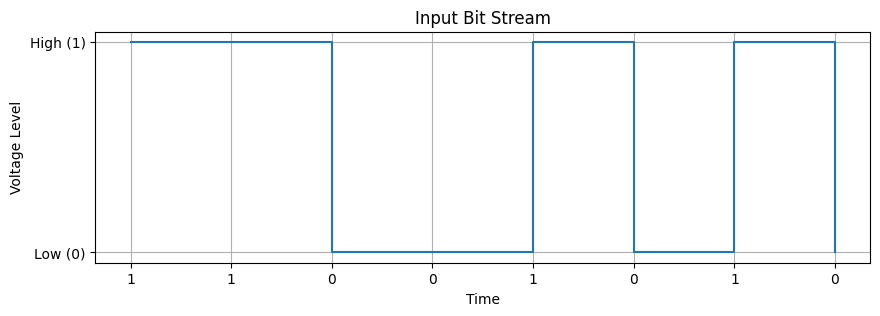 Input Bit Stream
High (1)
Voltage Level
Low (0)
1 1 0 0 1 0 1 0
Time